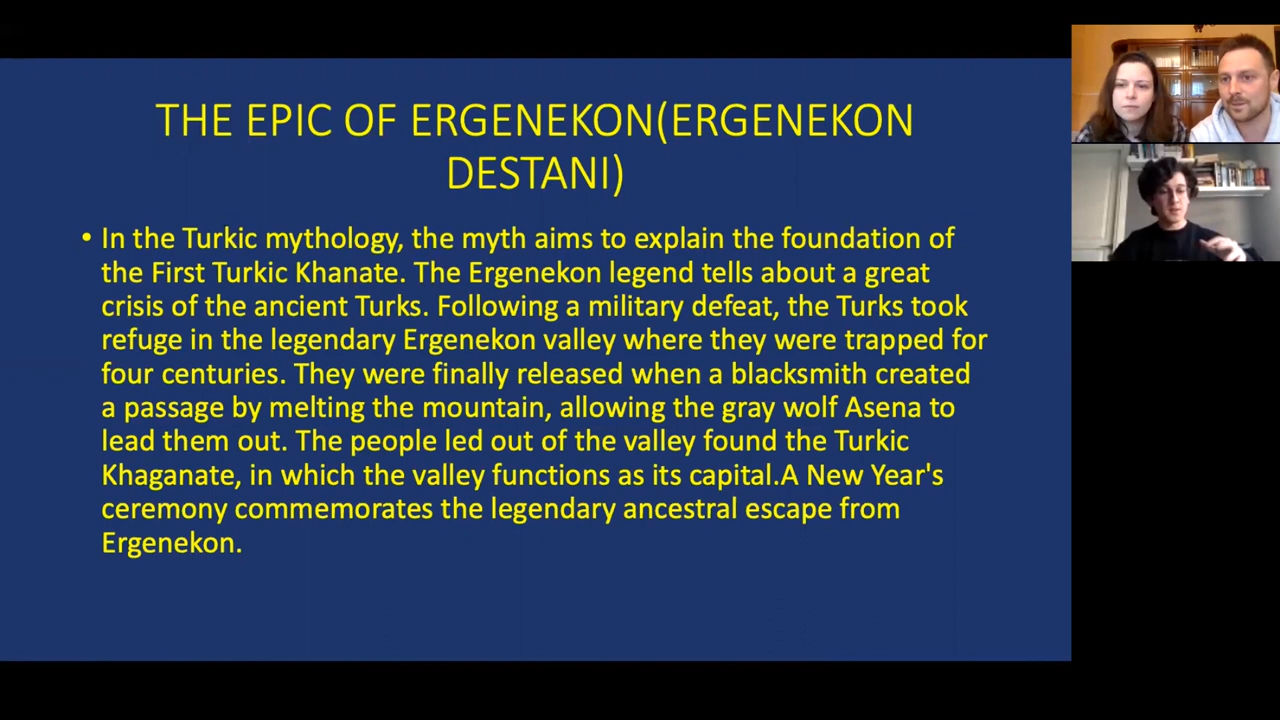 THE EPIC OF ERGENEKON(ERGENEKON
DESTANI)
• In the Turkic mythology, the myth aims to explain the foundation of
the First Turkic Khanate. The Ergenekon legend tells about a great
crisis of the ancient Turks. Following a military defeat, the Turks took
refuge in the legendary Ergenekon valley where they were trapped for
four centuries. They were finally released when a blacksmith created
a passage by melting the mountain, allowing the gray wolf Asena to
lead them out. The people led out of the valley found the Turkic
Khaganate, in which the valley functions as its capital.A New Year's
ceremony commemorates the legendary ancestral escape from
Ergenekon.